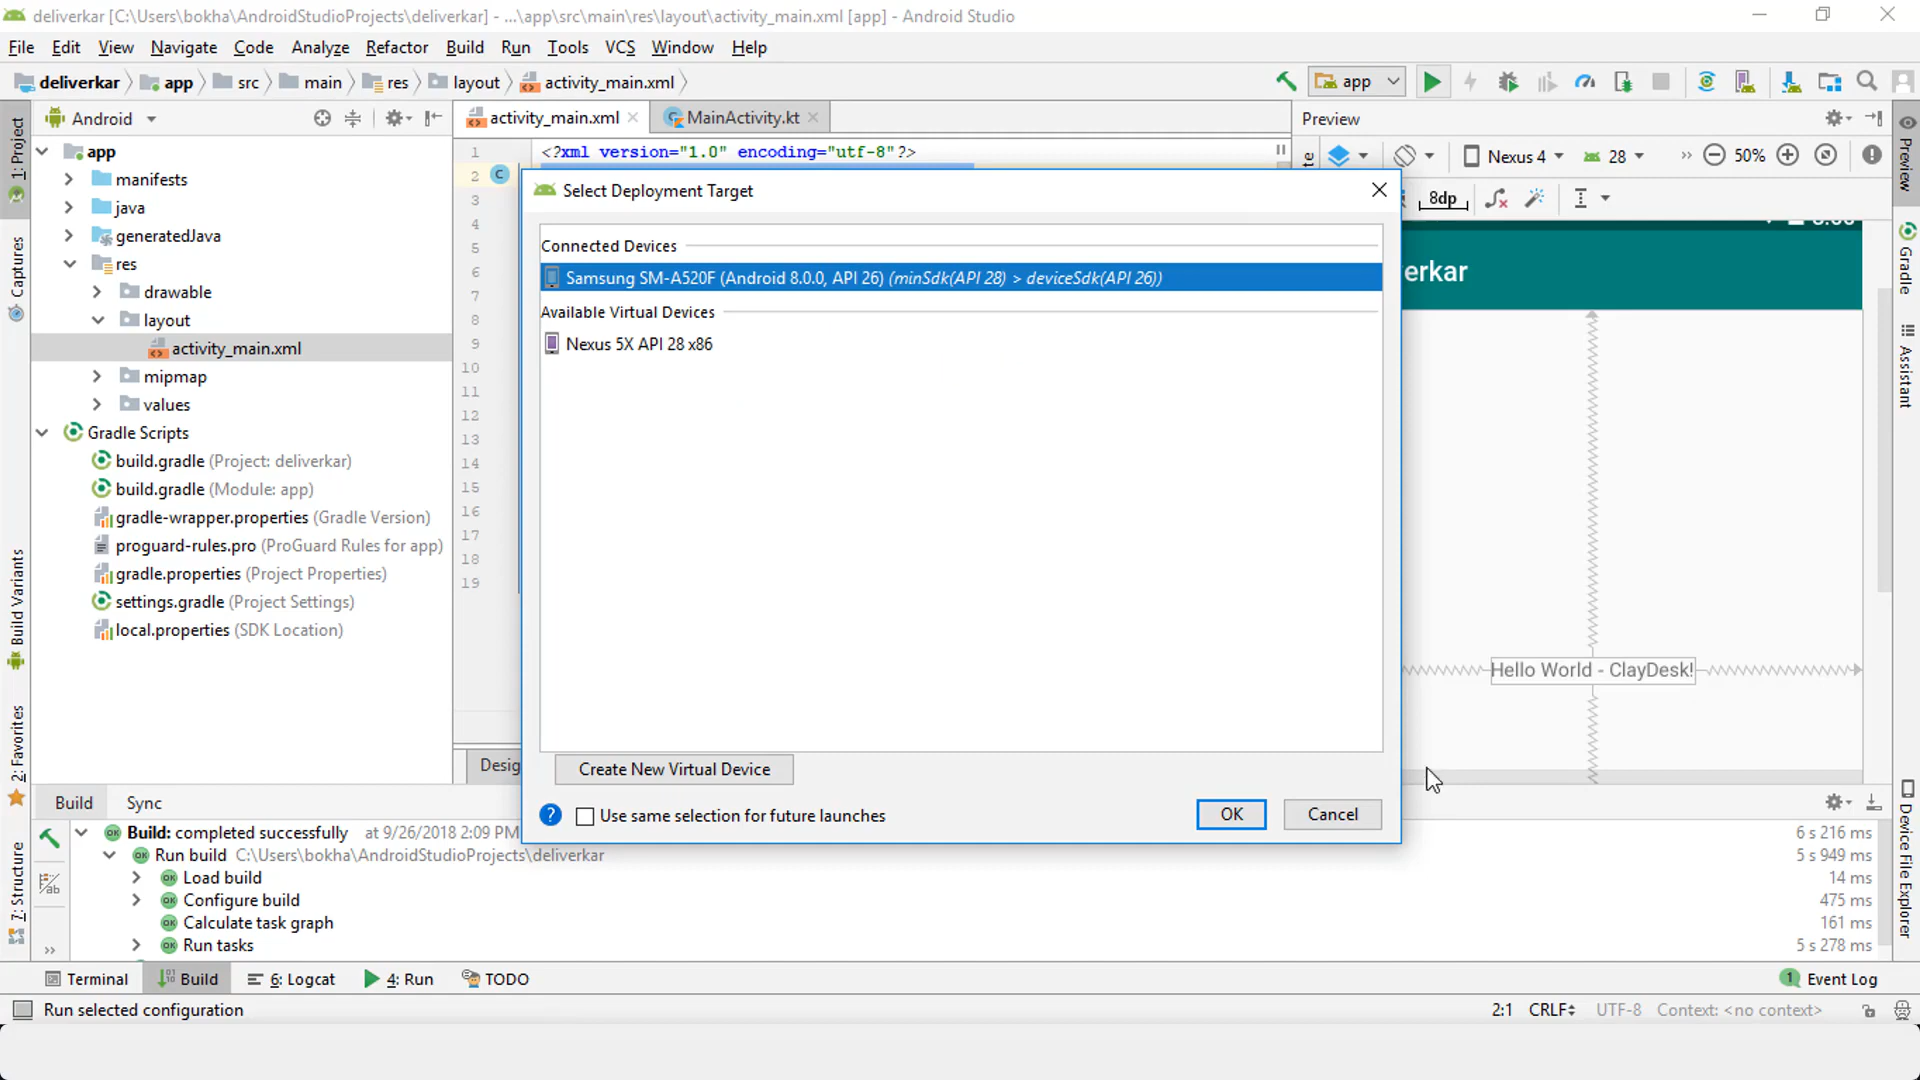 deliverkar [C:\Users\bokha\AndroidStudioProjects\deliverkar] - ...\app\src\main\res\layout\activity_main.xml [app] - Android Studio
File Edit View Navigate Code Analyze Refactor Build Run Tools VCS Window Help
deliverkar app src main res layout activity_main.xml app
1: Project
Captures
Build Variants
2: Favorites
7: Structure
Android
app
manifests
java
generatedJava
res
drawable
layout
activity_main.xml
mipmap
values
Gradle Scripts
build.gradle (Project: deliverkar)
build.gradle (Module: app)
gradle-wrapper.properties (Gradle Version)
proguard-rules.pro (ProGuard Rules for app)
gradle.properties (Project Properties)
settings.gradle (Project Settings)
local.properties (SDK Location)
activity_main.xml MainActivity.kt
1 <?xml version="1.0" encoding="utf-8"?>
2
3
4
5
6
7
8
9
10
11
12
13
14
15
16
17
18
19
Desig
Select Deployment Target
Connected Devices
Samsung SM-A520F (Android 8.0.0, API 26) (minSdk(API 28) > deviceSdk(API 26))
Available Virtual Devices
Nexus 5X API 28 x86
Create New Virtual Device
? Use same selection for future launches
OK Cancel
Preview
Nexus 4 28 50%
8dp
erkar
Hello World - ClayDesk!
Preview
Gradle
Assistant
Device File Explorer
Build Sync
Build: completed successfully at 9/26/2018 2:09 PM 6 s 216 ms
Run build C:\Users\bokha\AndroidStudioProjects\deliverkar 5 s 949 ms
Load build 14 ms
Configure build 475 ms
Calculate task graph 161 ms
Run tasks 5 s 278 ms
Terminal Build 6: Logcat 4: Run TODO 1 Event Log
Run selected configuration 2:1 CRLF UTF-8 Context: <no context>